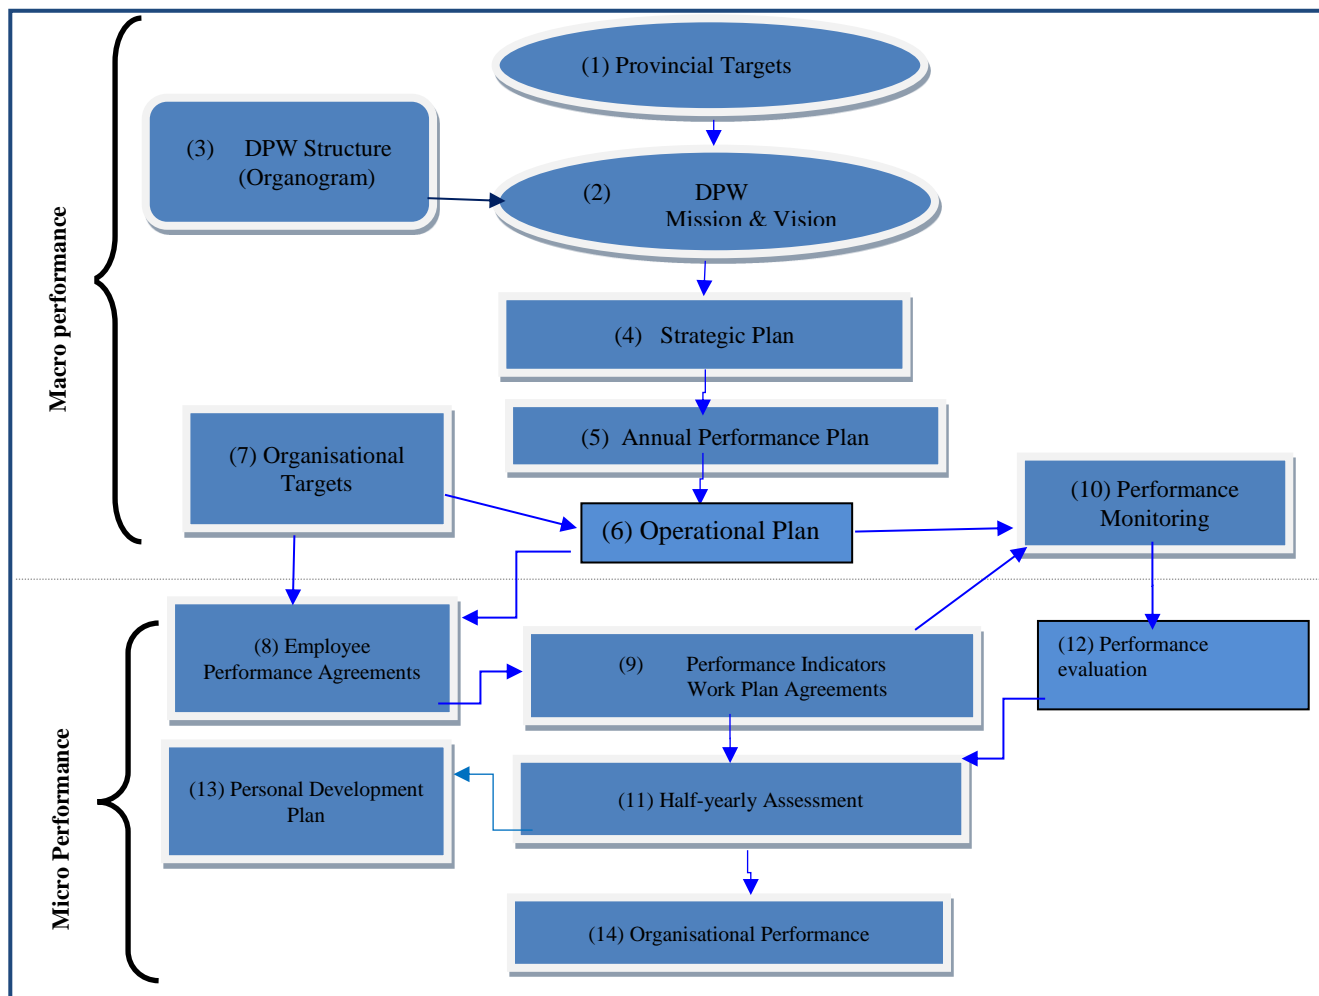 (1) Provincial Targets
(3) DPW Structure
(Organogram)
(2) DPW
Mission & Vision
Macro performance
(4) Strategic Plan
(5) Annual Performance Plan
(7) Organisational
Targets
(6) Operational Plan
(10) Performance
Monitoring
(8) Employee
Performance Agreements
(9) Performance Indicators
Work Plan Agreements
(12) Performance
evaluation
Micro Performance
(13) Personal Development
Plan
(11) Half-yearly Assessment
(14) Organisational Performance